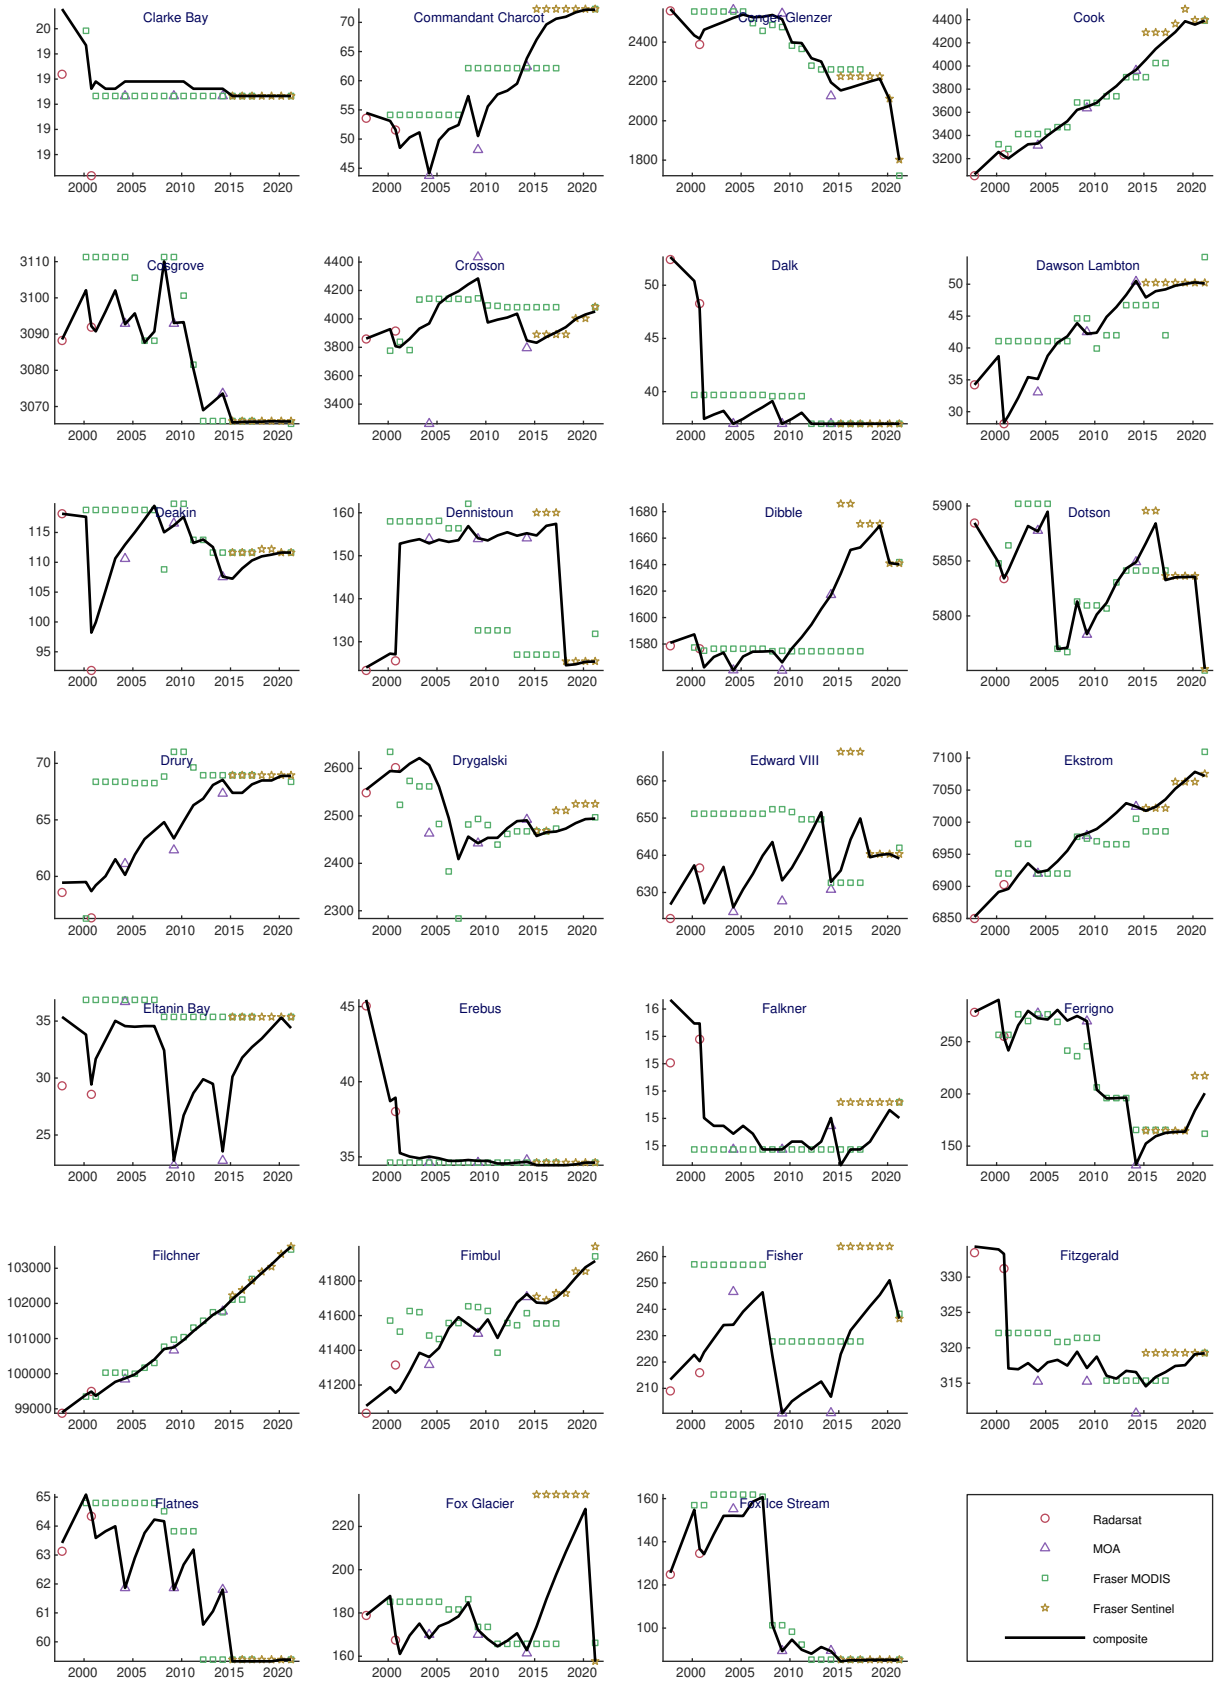 Clarke Bay
20
19
19
19
19
19
2000 2005 2010 2015 2020
Commandant Charcot
70
65
60
55
50
45
2000 2005 2010 2015 2020
Conger Glenzer
2400
2200
2000
1800
2000 2005 2010 2015 2020
Cook
4400
4200
4000
3800
3600
3400
3200
2000 2005 2010 2015 2020
Cosgrove
3110
3100
3090
3080
3070
2000 2005 2010 2015 2020
Crosson
4400
4200
4000
3800
3600
3400
2000 2005 2010 2015 2020
Dalk
50
45
40
2000 2005 2010 2015 2020
Dawson Lambton
50
45
40
35
30
2000 2005 2010 2015 2020
Deakin
115
110
105
100
95
2000 2005 2010 2015 2020
Dennistoun
160
150
140
130
2000 2005 2010 2015 2020
Dibble
1680
1660
1640
1620
1600
1580
2000 2005 2010 2015 2020
Dotson
5900
5850
5800
2000 2005 2010 2015 2020
Drury
70
65
60
2000 2005 2010 2015 2020
Drygalski
2600
2500
2400
2300
2000 2005 2010 2015 2020
Edward VIII
660
650
640
630
2000 2005 2010 2015 2020
Ekstrom
7100
7050
7000
6950
6900
6850
2000 2005 2010 2015 2020
Eltanin Bay
35
30
25
2000 2005 2010 2015 2020
Erebus
45
40
35
2000 2005 2010 2015 2020
Falkner
16
15
15
15
15
15
2000 2005 2010 2015 2020
Ferrigno
250
200
150
2000 2005 2010 2015 2020
Filchner
103000
102000
101000
100000
99000
2000 2005 2010 2015 2020
Fimbul
41800
41600
41400
41200
2000 2005 2010 2015 2020
Fisher
260
250
240
230
220
210
2000 2005 2010 2015 2020
Fitzgerald
330
325
320
315
2000 2005 2010 2015 2020
Flatnes
65
64
63
62
61
60
2000 2005 2010 2015 2020
Fox Glacier
220
200
180
160
2000 2005 2010 2015 2020
Fox Ice Stream
160
140
120
100
2000 2005 2010 2015 2020
Radarsat
MOA
Fraser MODIS
Fraser Sentinel
composite